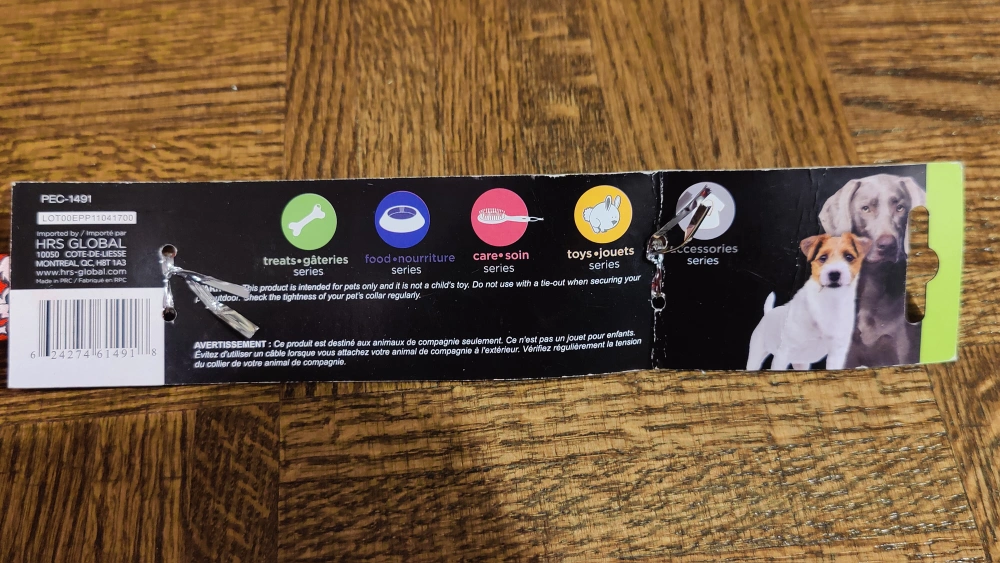 PEC-1491
LOT00EPP11041700
Imported by / Importé par
HRS GLOBAL
10050 COTE-DE-LIESSE
MONTREAL, QC, H8T 1A3
www.hrs-global.com
Made in PRC / Fabriqué en RPC
6 24274 61491 8
treats•gâteries
series
food•nourriture
series
care•soin
series
toys•jouets
series
series
This product is intended for pets only and it is not a child's toy. Do not use with a tie-out when securing your
outdoor. Check the tightness of your pet's collar regularly.
AVERTISSEMENT : Ce produit est destiné aux animaux de compagnie seulement. Ce n'est pas un jouet pour enfants.
Évitez d'utiliser un câble lorsque vous attachez votre animal de compagnie à l'extérieur. Vérifiez régulièrement la tension
du collier de votre animal de compagnie.